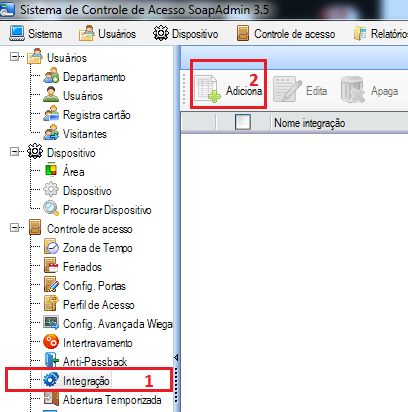 Sistema de Controle de Acesso SoapAdmin 3.5
Sistema Usuários Dispositivo Controle de acesso Relatório
Usuários
Departamento
Usuários
Registra cartão
Visitantes
Dispositivo
Área
Dispositivo
Procurar Dispositivo
Controle de acesso
Zona de Tempo
Feriados
Config. Portas
Perfil de Acesso
Config. Avançada Wiega
Intertravamento
Anti-Passback
Integração 1
Abertura Temporizada
2
Adiciona Edita Apaga
Nome integração